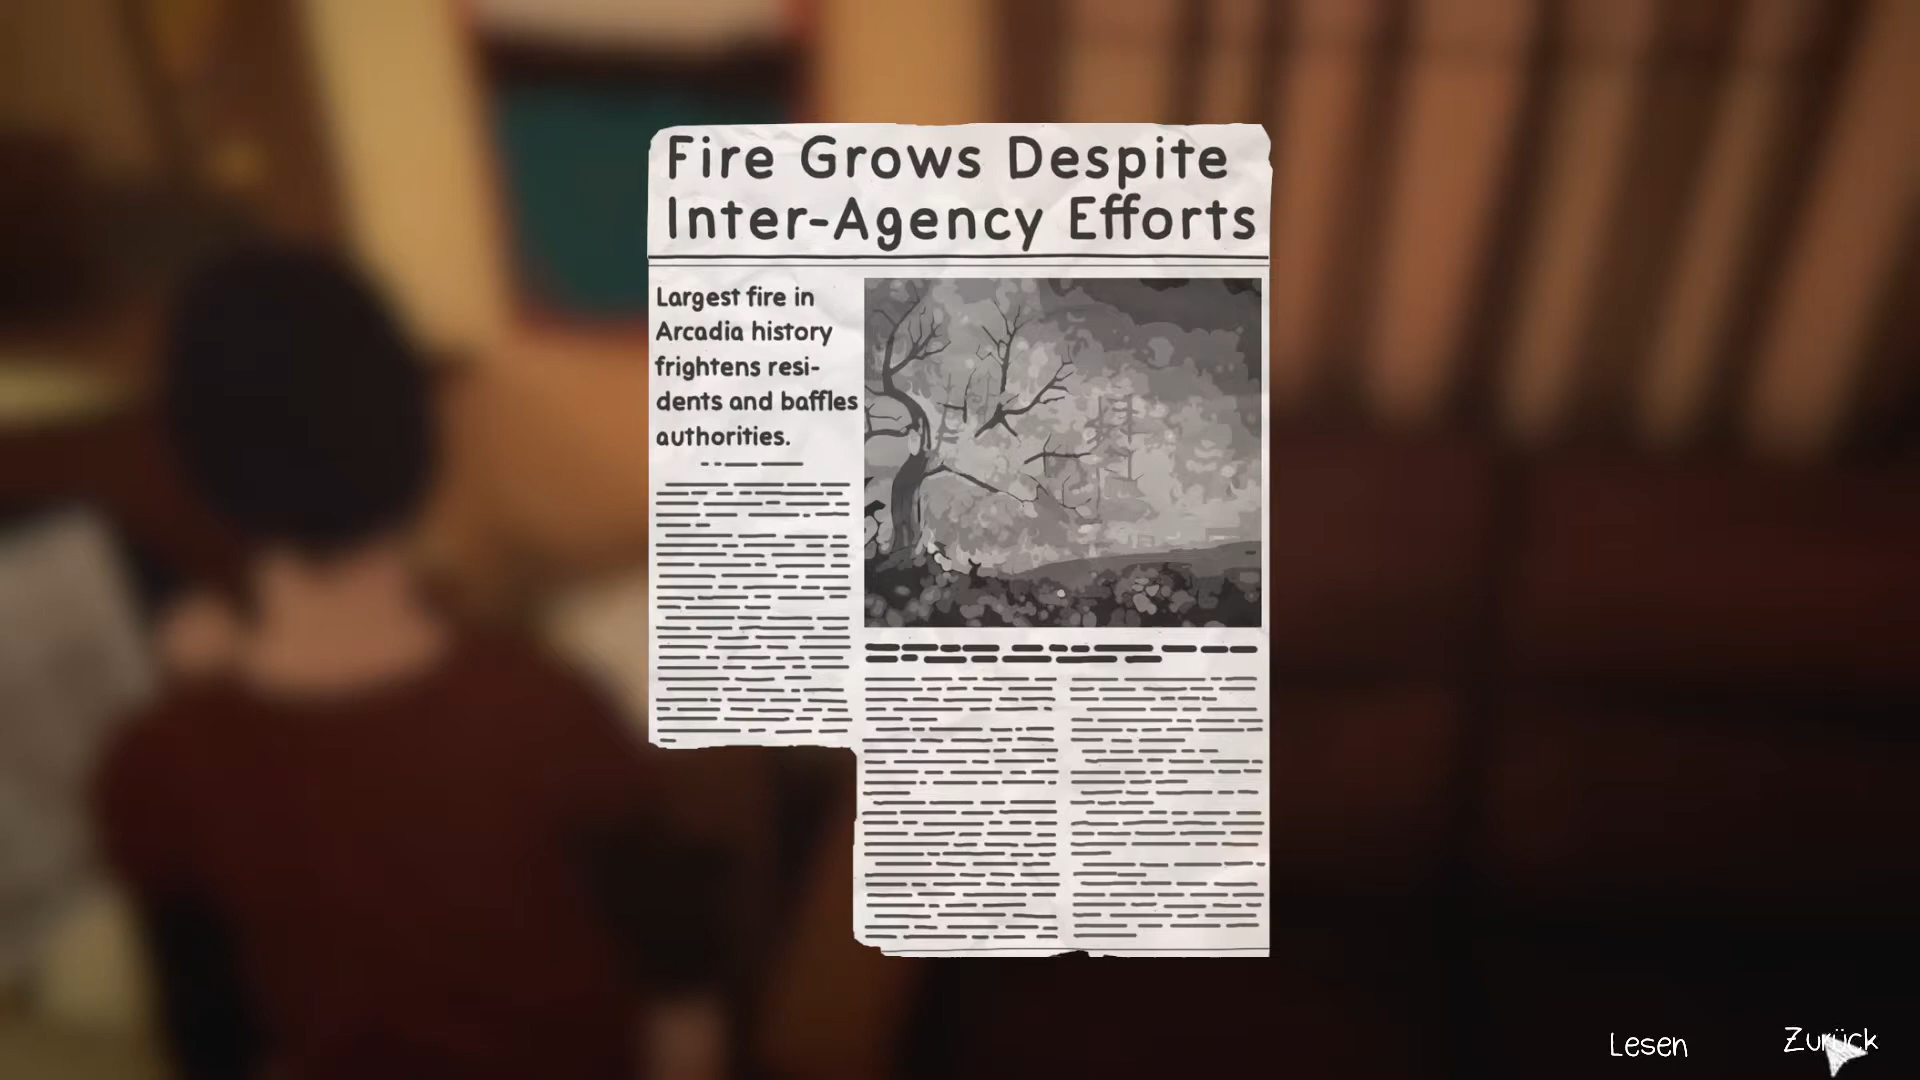 Fire Grows Despite
Inter-Agency Efforts
Largest fire in
Arcadia history
frightens resi-
dents and baffles
authorities.
Lesen
Zurück